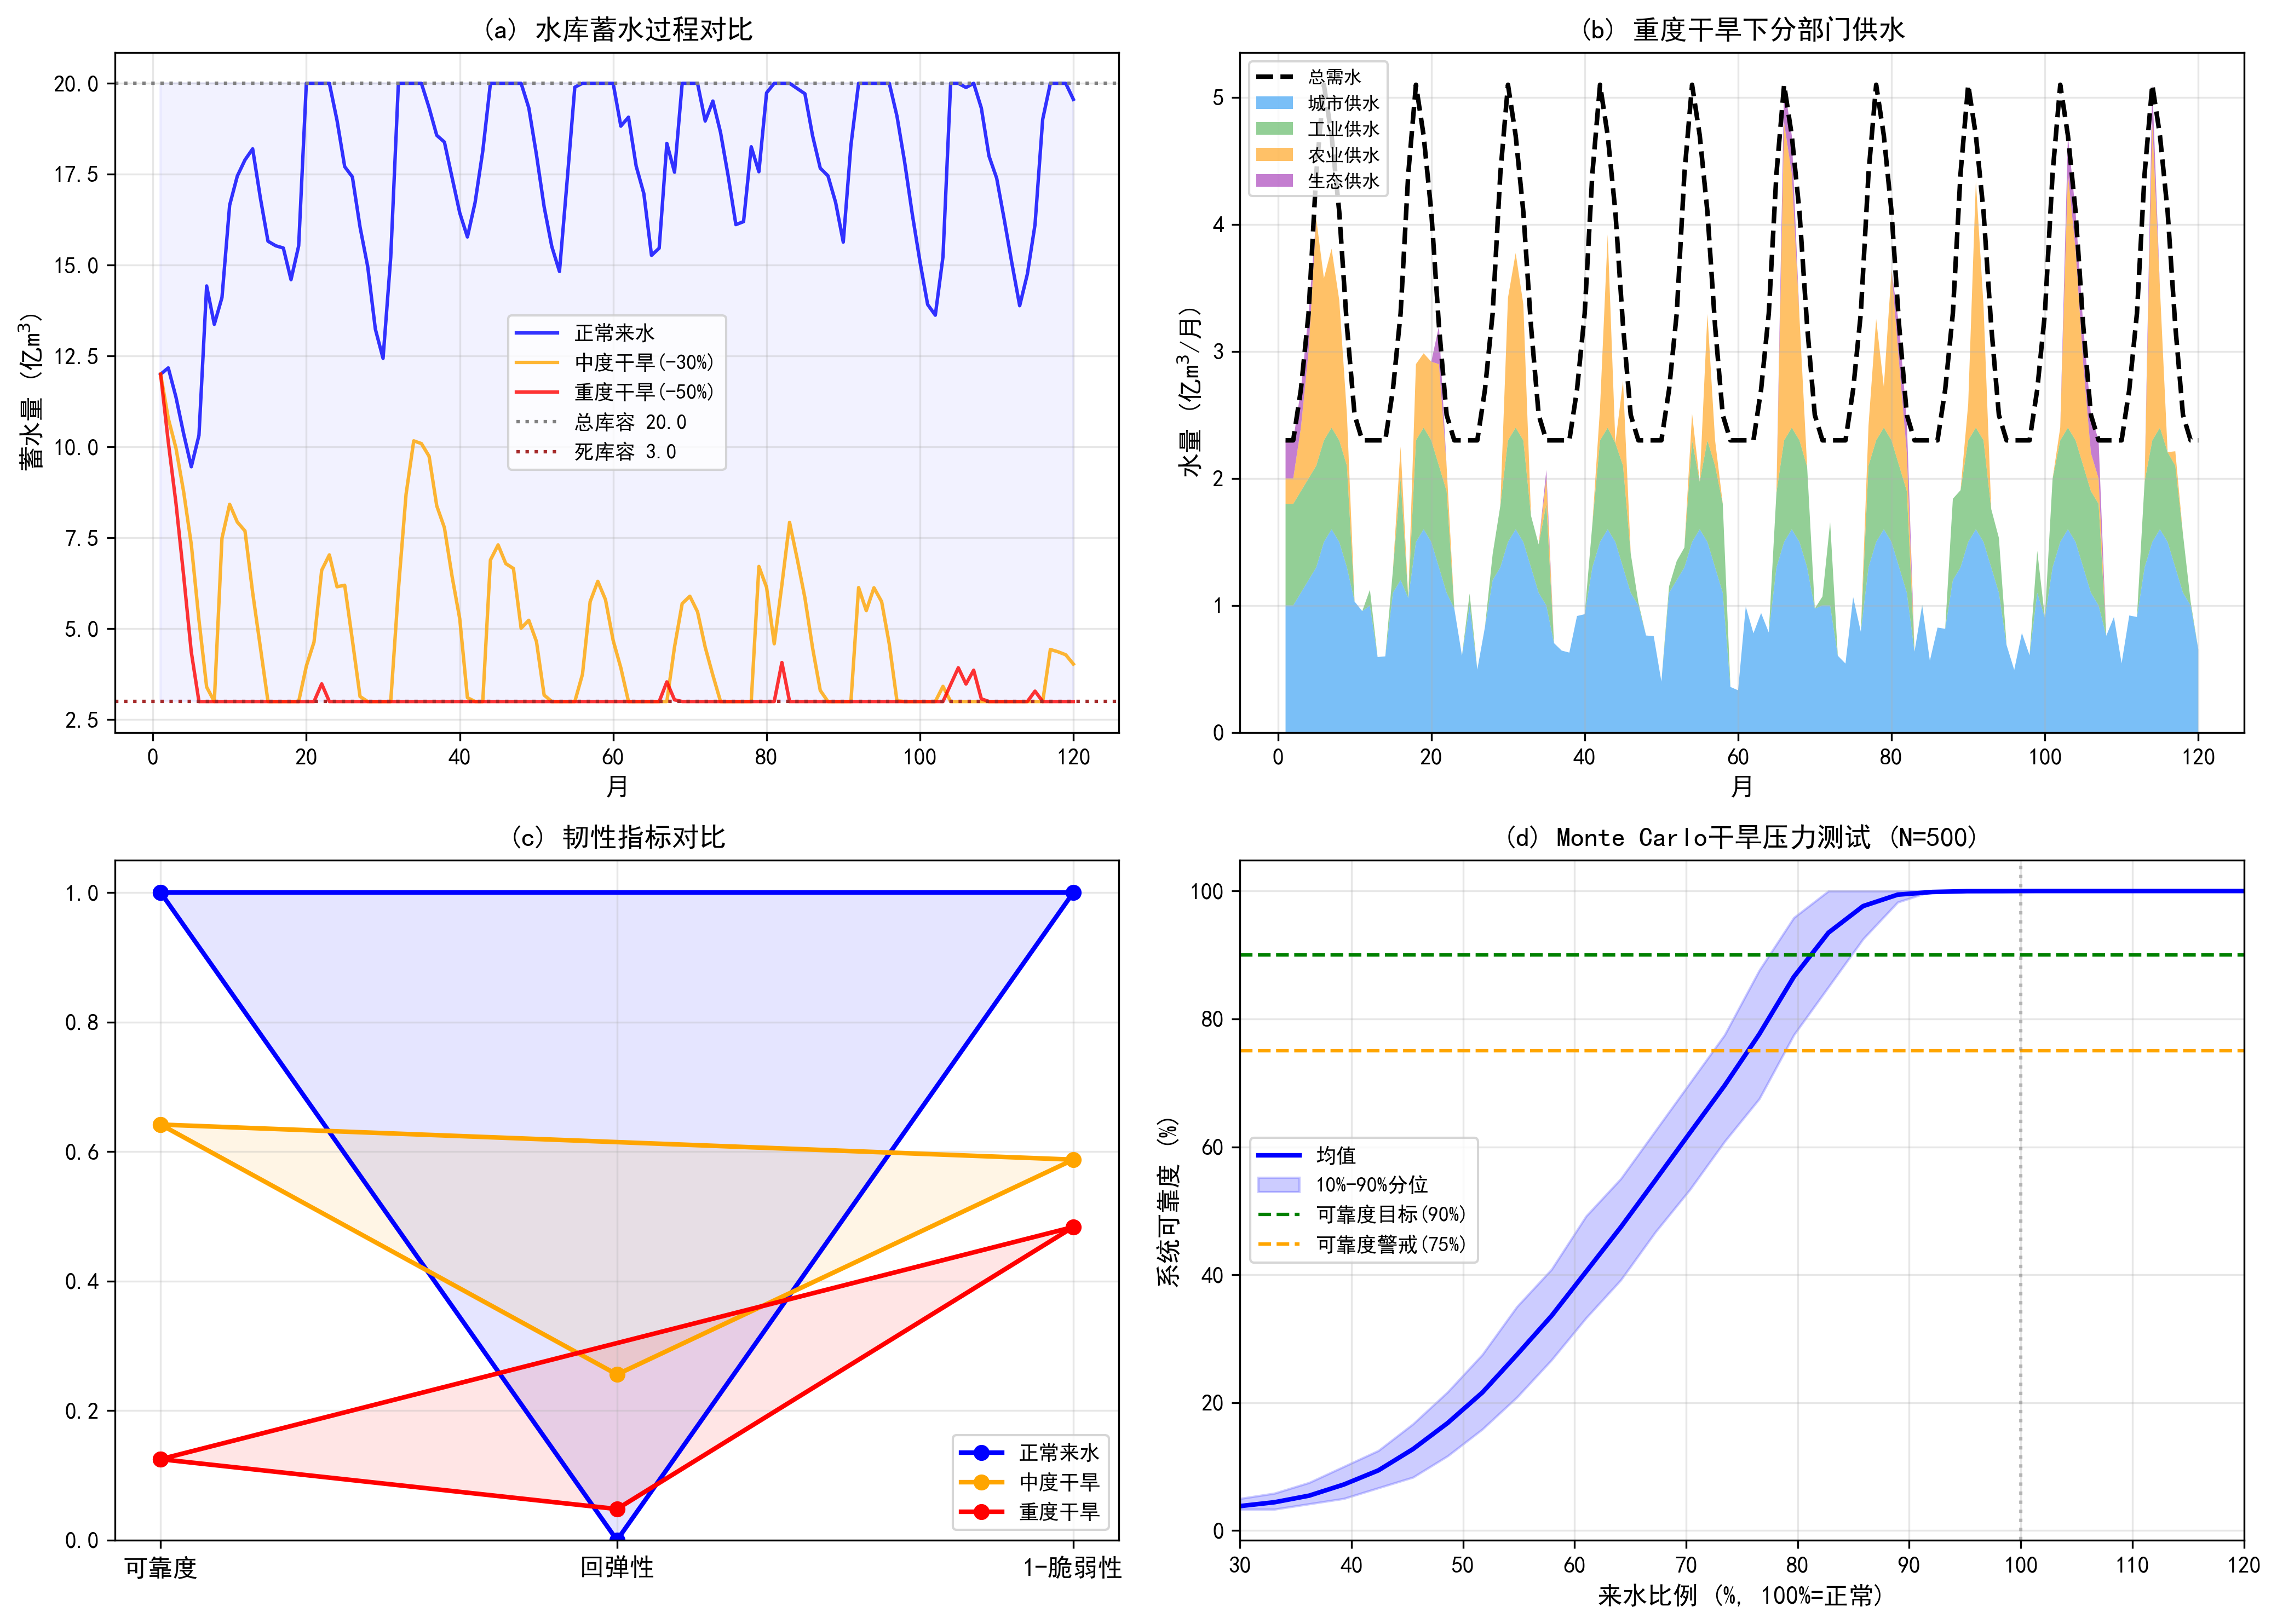 (a) 水库蓄水过程对比
蓄水量 (亿m³)
20.0
17.5
15.0
12.5
10.0
7.5
5.0
2.5
正常来水
中度干旱(-30%)
重度干旱(-50%)
总库容 20.0
死库容 3.0
0 20 40 60 80 100 120
月
(b) 重度干旱下分部门供水
水量 (亿m³/月)
5
4
3
2
1
0
总需水
城市供水
工业供水
农业供水
生态供水
0 20 40 60 80 100 120
月
(c) 韧性指标对比
1.0
0.8
0.6
0.4
0.2
0.0
正常来水
中度干旱
重度干旱
可靠度 回弹性 1-脆弱性
(d) Monte Carlo干旱压力测试 (N=500)
系统可靠度 (%)
100
80
60
40
20
0
均值
10%-90%分位
可靠度目标(90%)
可靠度警戒(75%)
30 40 50 60 70 80 90 100 110 120
来水比例 (%, 100%=正常)